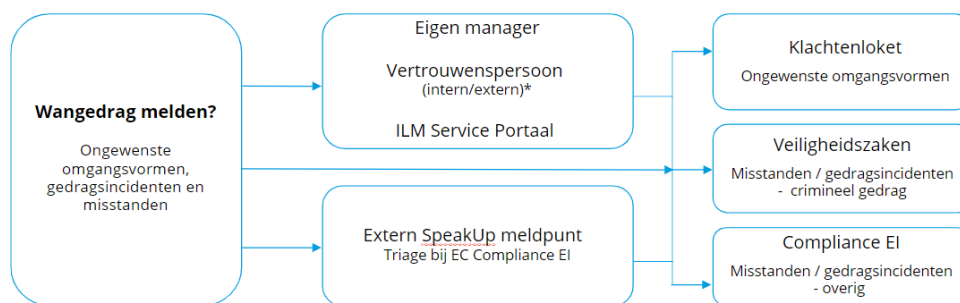 Wangedrag melden?
Ongewenste
omgangsvormen,
gedragsincidenten en
misstanden
Eigen manager
Vertrouwenspersoon
(intern/extern)*
ILM Service Portaal
Extern SpeakUp meldpunt
Triage bij EC Compliance EI
Klachtenloket
Ongewenste omgangsvormen
Veiligheidszaken
Misstanden / gedragsincidenten
- crimineel gedrag
Compliance EI
Misstanden / gedragsincidenten
- overig